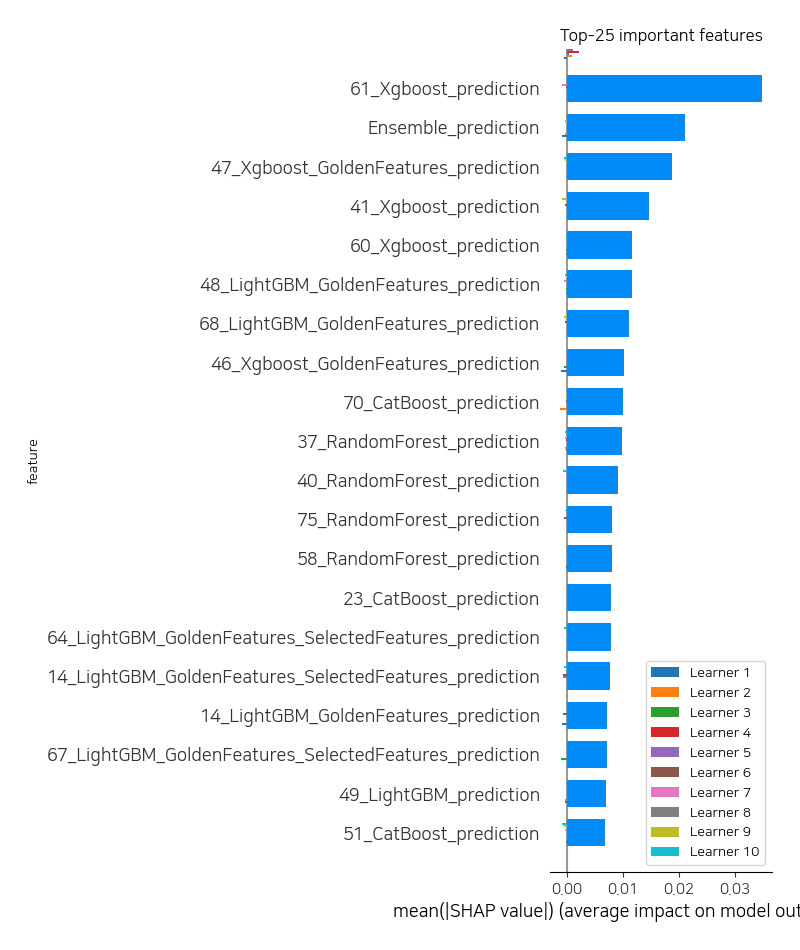 Top-25 important features
61_Xgboost_prediction
Ensemble_prediction
47_Xgboost_GoldenFeatures_prediction
41_Xgboost_prediction
60_Xgboost_prediction
48_LightGBM_GoldenFeatures_prediction
68_LightGBM_GoldenFeatures_prediction
46_Xgboost_GoldenFeatures_prediction
70_CatBoost_prediction
37_RandomForest_prediction
40_RandomForest_prediction
75_RandomForest_prediction
58_RandomForest_prediction
23_CatBoost_prediction
64_LightGBM_GoldenFeatures_SelectedFeatures_prediction
14_LightGBM_GoldenFeatures_SelectedFeatures_prediction
14_LightGBM_GoldenFeatures_prediction
67_LightGBM_GoldenFeatures_SelectedFeatures_prediction
49_LightGBM_prediction
51_CatBoost_prediction
feature
Learner 1
Learner 2
Learner 3
Learner 4
Learner 5
Learner 6
Learner 7
Learner 8
Learner 9
Learner 10
0.00 0.01 0.02 0.03
mean(|SHAP value|) (average impact on model out